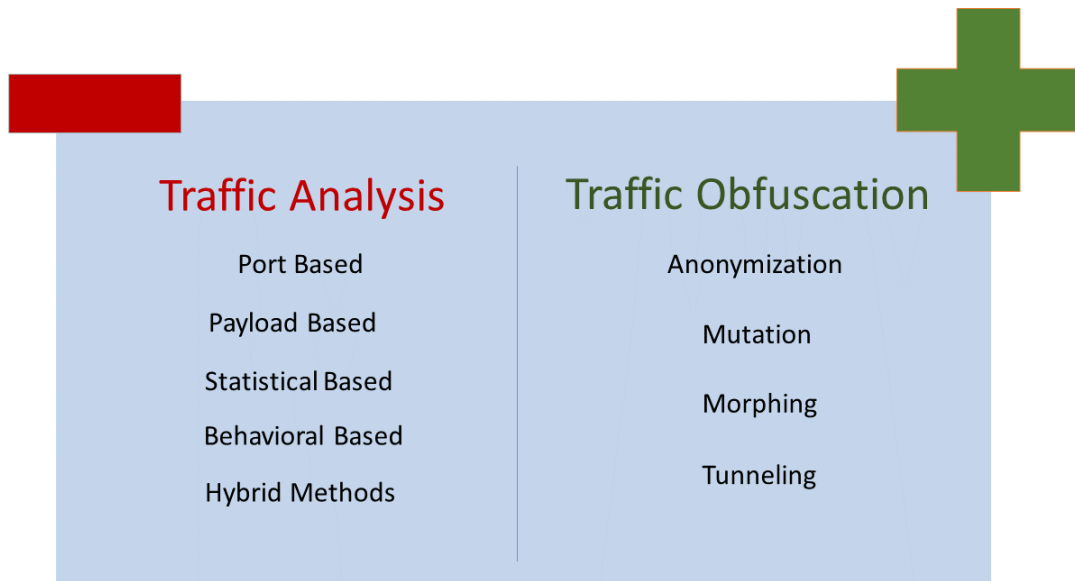 Traffic Analysis
Port Based
Payload Based
Statistical Based
Behavioral Based
Hybrid Methods
Traffic Obfuscation
Anonymization
Mutation
Morphing
Tunneling